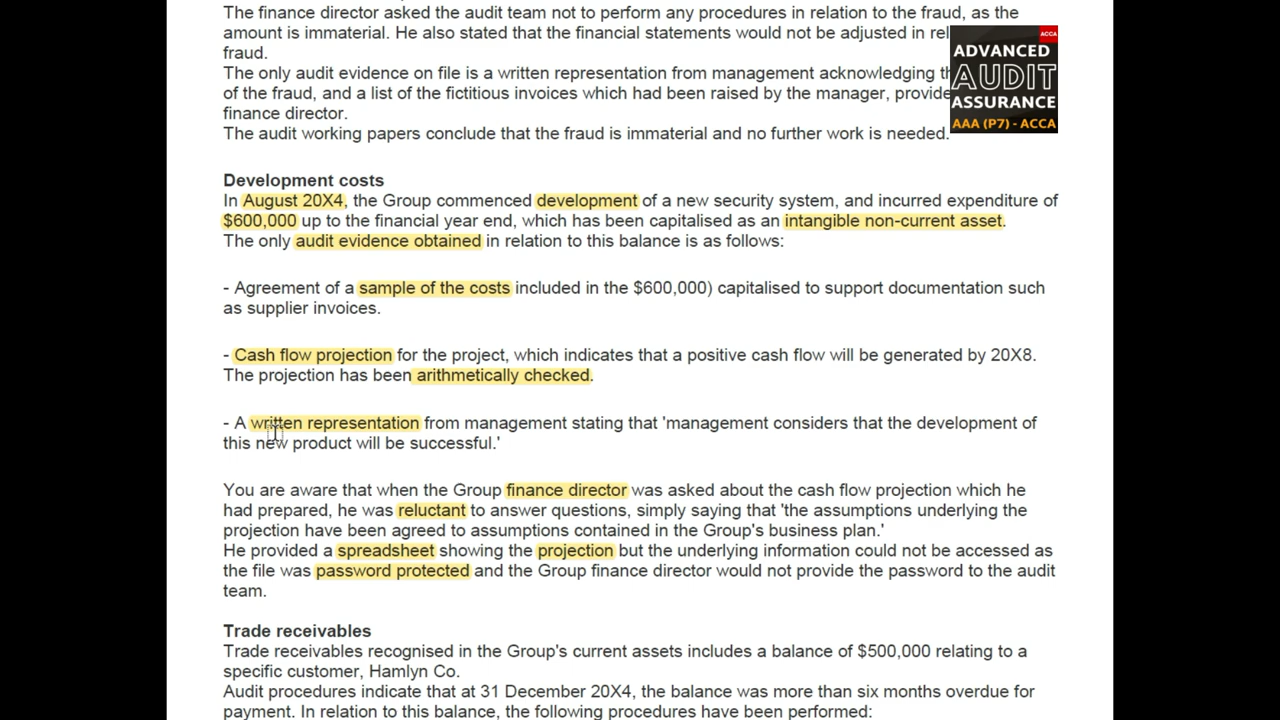 The finance director asked the audit team not to perform any procedures in relation to the fraud, as the
amount is immaterial. He also stated that the financial statements would not be adjusted in rel
fraud.
The only audit evidence on file is a written representation from management acknowledging th
of the fraud, and a list of the fictitious invoices which had been raised by the manager, provide
finance director.
The audit working papers conclude that the fraud is immaterial and no further work is needed.
ACCA
ADVANCED
AUDIT
ASSURANCE
AAA (P7) - ACCA
Development costs
In August 20X4, the Group commenced development of a new security system, and incurred expenditure of
$600,000 up to the financial year end, which has been capitalised as an intangible non-current asset.
The only audit evidence obtained in relation to this balance is as follows:
- Agreement of a sample of the costs included in the $600,000) capitalised to support documentation such
as supplier invoices.
- Cash flow projection for the project, which indicates that a positive cash flow will be generated by 20X8.
The projection has been arithmetically checked.
- A written representation from management stating that 'management considers that the development of
this new product will be successful.'
You are aware that when the Group finance director was asked about the cash flow projection which he
had prepared, he was reluctant to answer questions, simply saying that 'the assumptions underlying the
projection have been agreed to assumptions contained in the Group's business plan.'
He provided a spreadsheet showing the projection but the underlying information could not be accessed as
the file was password protected and the Group finance director would not provide the password to the audit
team.
Trade receivables
Trade receivables recognised in the Group's current assets includes a balance of $500,000 relating to a
specific customer, Hamlyn Co.
Audit procedures indicate that at 31 December 20X4, the balance was more than six months overdue for
payment. In relation to this balance, the following procedures have been performed: